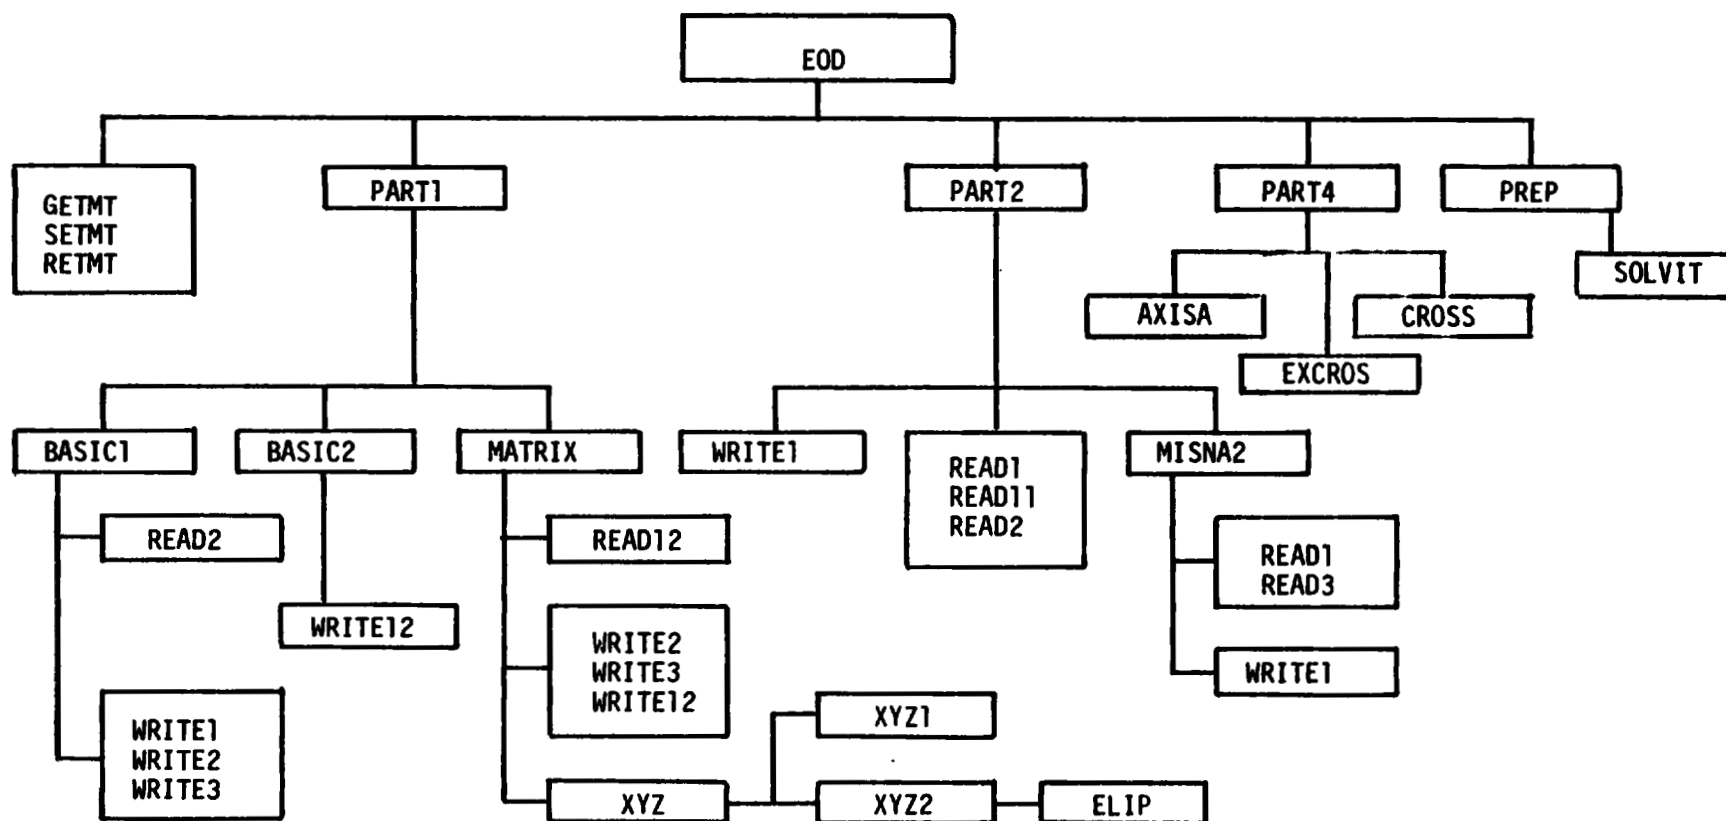 EOD
GETMT
SETMT
RETMT
PART1
PART2
PART4
PREP
SOLVIT
AXISA
CROSS
EXCROS
BASIC1
BASIC2
MATRIX
WRITE1
READ1
READ11
READ2
MISNA2
READ2
READ12
READ1
READ3
WRITE12
WRITE2
WRITE3
WRITE12
WRITE1
WRITE1
WRITE2
WRITE3
XYZ1
XYZ
XYZ2
ELIP